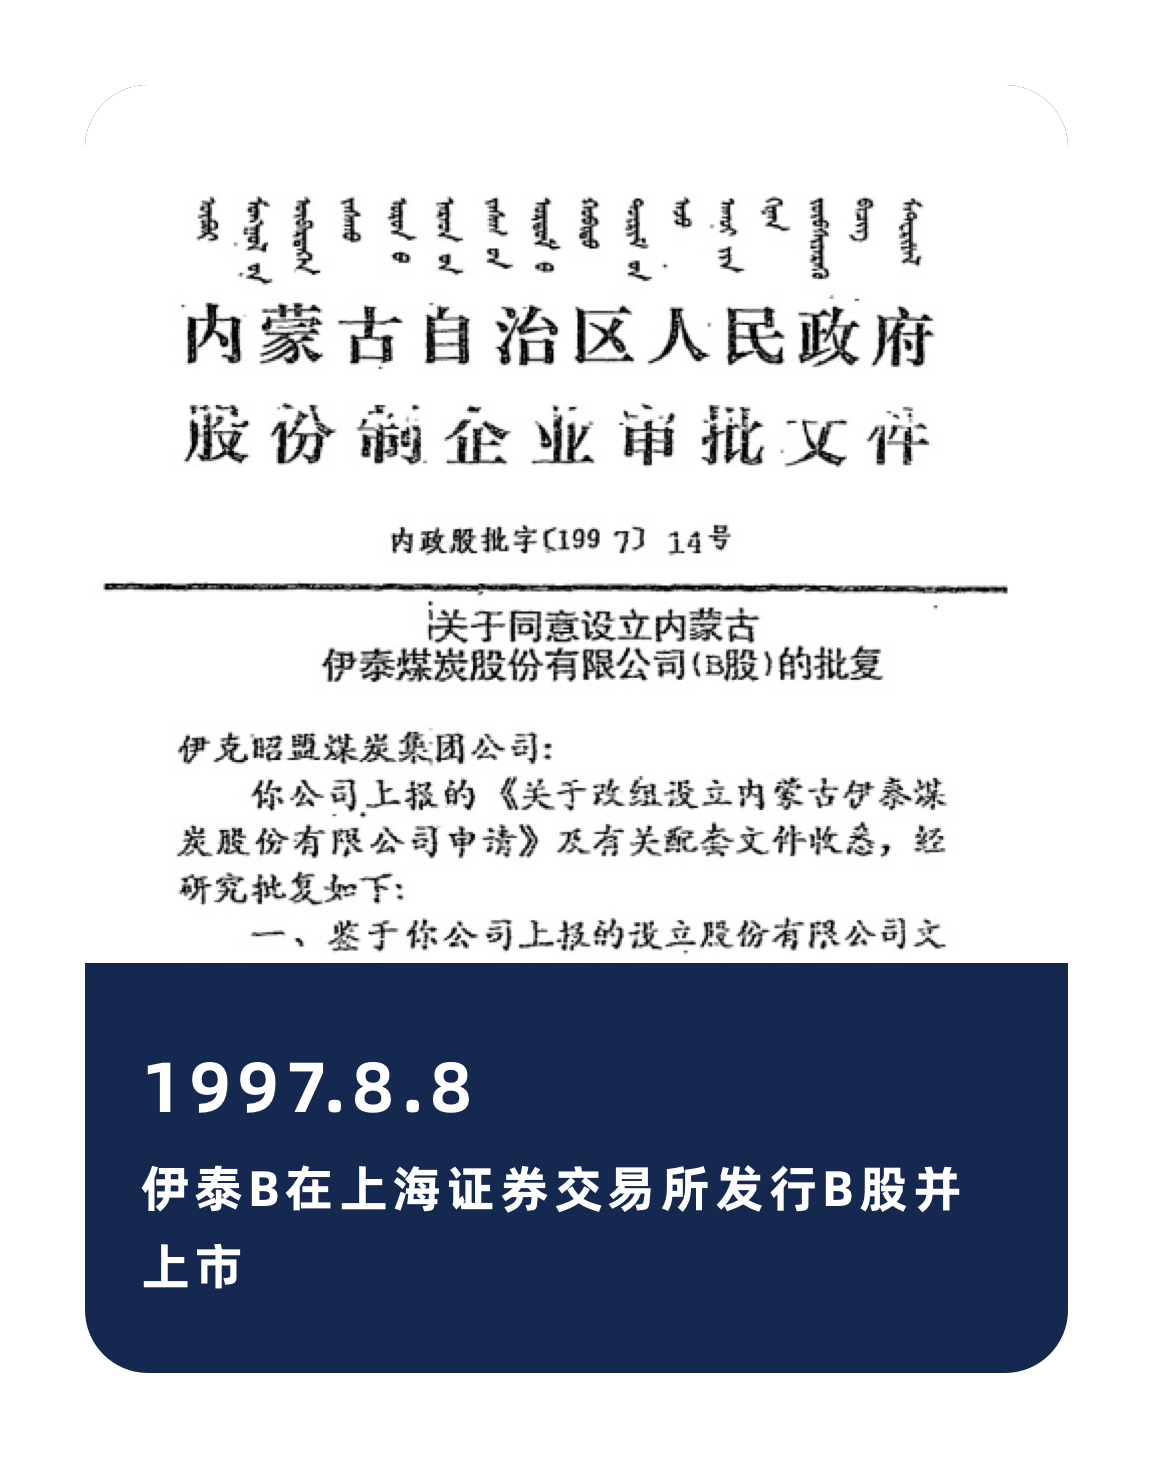 内蒙古自治区人民政府
股份制企业审批文件
内政股批字〔1997〕14号
关于同意设立内蒙古
伊泰煤炭股份有限公司(B股)的批复
伊克昭盟煤炭集团公司:
你公司上报的《关于改组设立内蒙古伊泰煤
炭股份有限公司申请》及有关配套文件收悉，经
研究批复如下:
一、鉴于你公司上报的设立股份有限公司文
1997.8.8
伊泰B在上海证券交易所发行B股并
上市